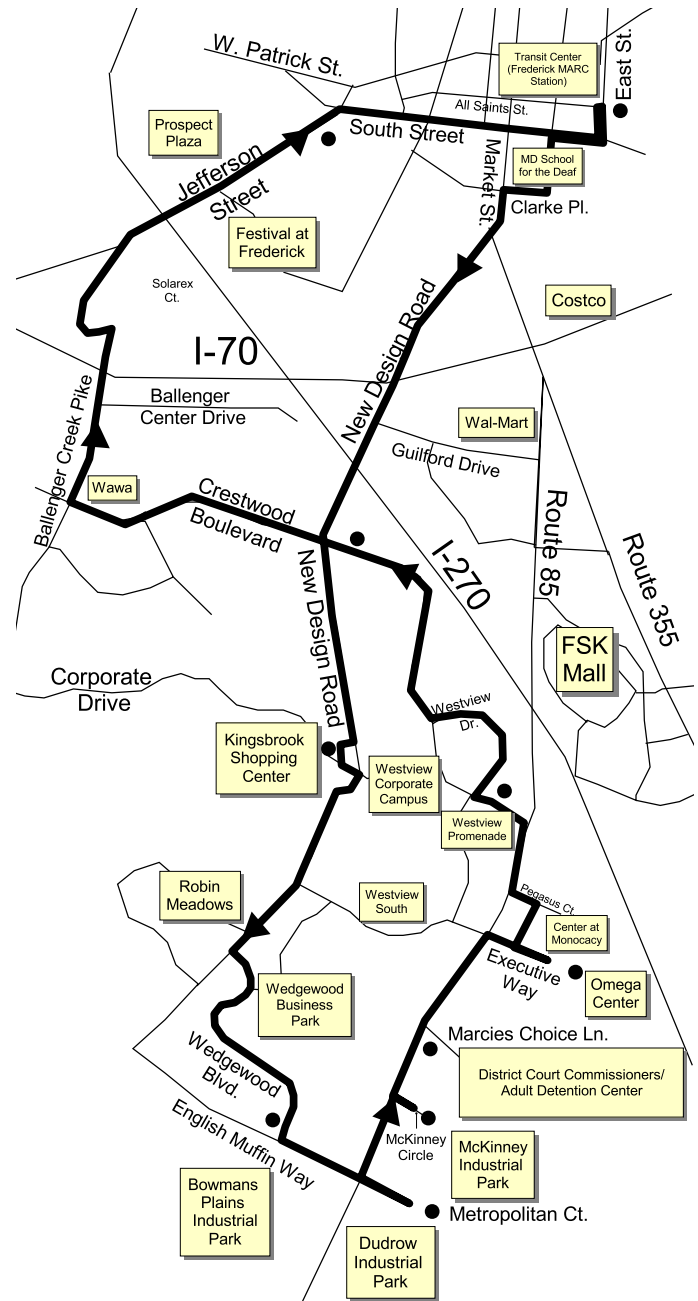 W. Patrick St.
Transit Center
(Frederick MARC
Station)
East St.
All Saints St.
Prospect
Plaza
South Street
Jefferson
Street
Market St.
MD School
for the Deaf
Clarke Pl.
Festival at
Frederick
Solarex
Ct.
Costco
I-70
New Design Road
Ballenger
Center Drive
Ballenger Creek Pike
Wal-Mart
Guilford Drive
Wawa
Crestwood
Boulevard
Route 85
I-270
Route 355
New Design Road
FSK
Mall
Corporate
Drive
Westview
Dr.
Kingsbrook
Shopping
Center
Westview
Corporate
Campus
Westview
Promenade
Robin
Meadows
Westview
South
Pegasus Ct.
Center at
Monocacy
Executive
Way
Omega
Center
Wedgewood
Business
Park
Marcies Choice Ln.
Wedgewood
Blvd.
District Court Commissioners/
Adult Detention Center
English Muffin Way
McKinney
Circle
McKinney
Industrial
Park
Bowmans
Plains
Industrial
Park
Metropolitan Ct.
Dudrow
Industrial
Park